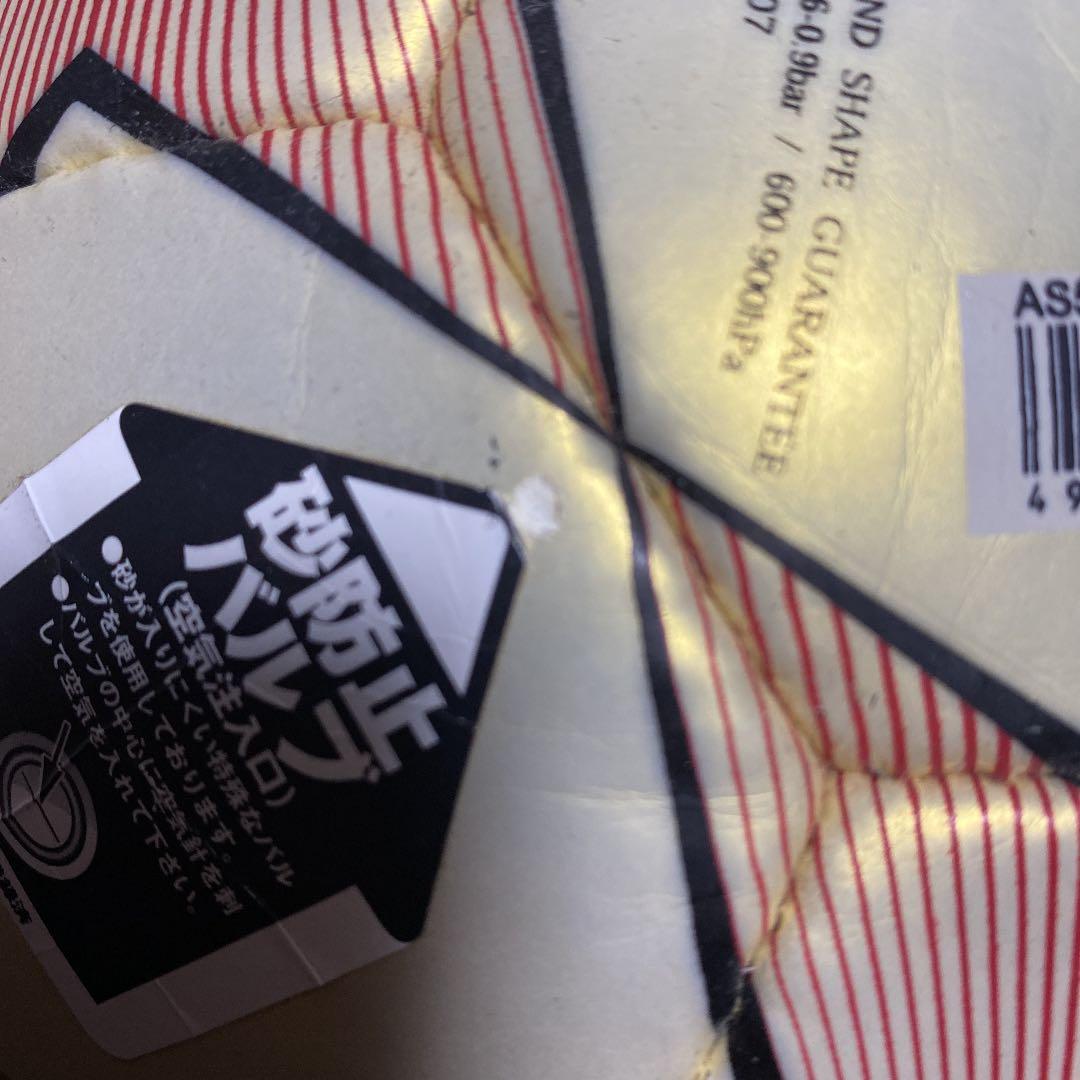 ND SHAPE GUARANTEE
6-0.9bar / 600-900hPa
07
AS5
4 9
砂防止
バルブ
(空気注入口)
●砂が入りにくい特殊なバル
ブを使用しております。
●バルブの中心に空気針を刺
して空気を入れて下さい。